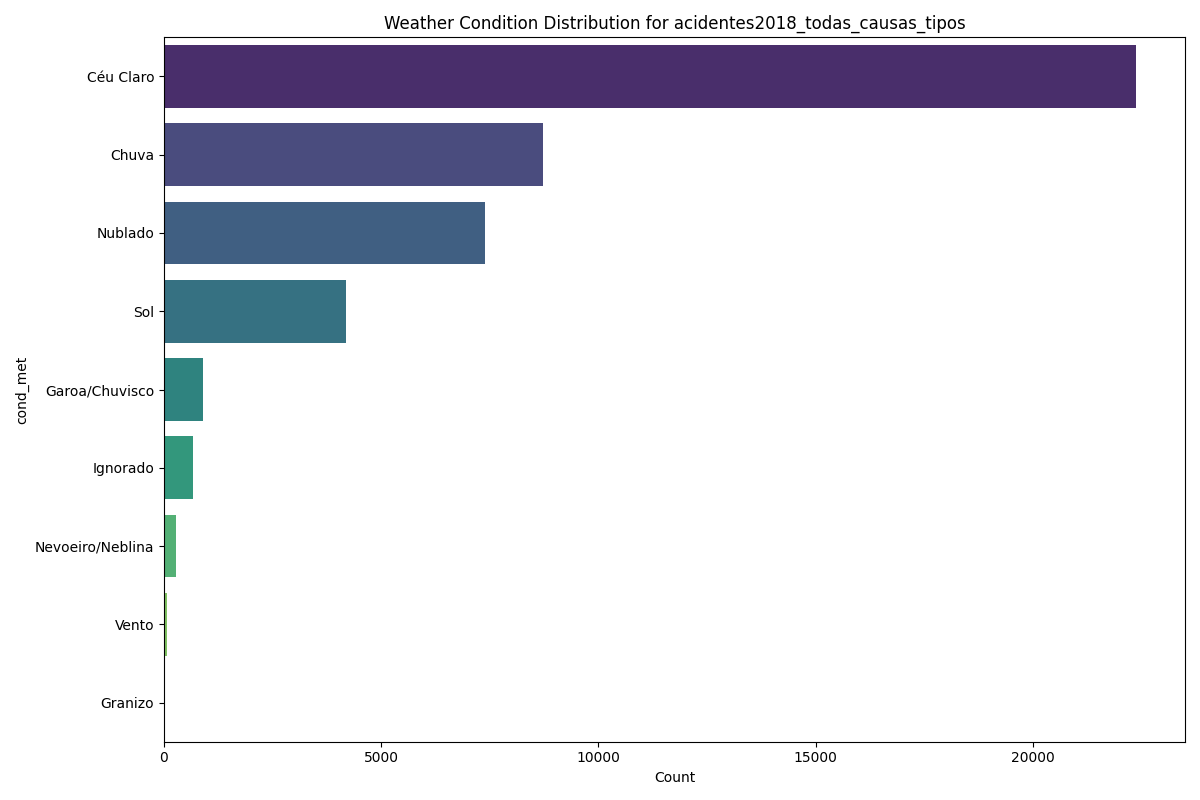 Weather Condition Distribution for acidentes2018_todas_causas_tipos
cond_met
Céu Claro
Chuva
Nublado
Sol
Garoa/Chuvisco
Ignorado
Nevoeiro/Neblina
Vento
Granizo
0 5000 10000 15000 20000
Count